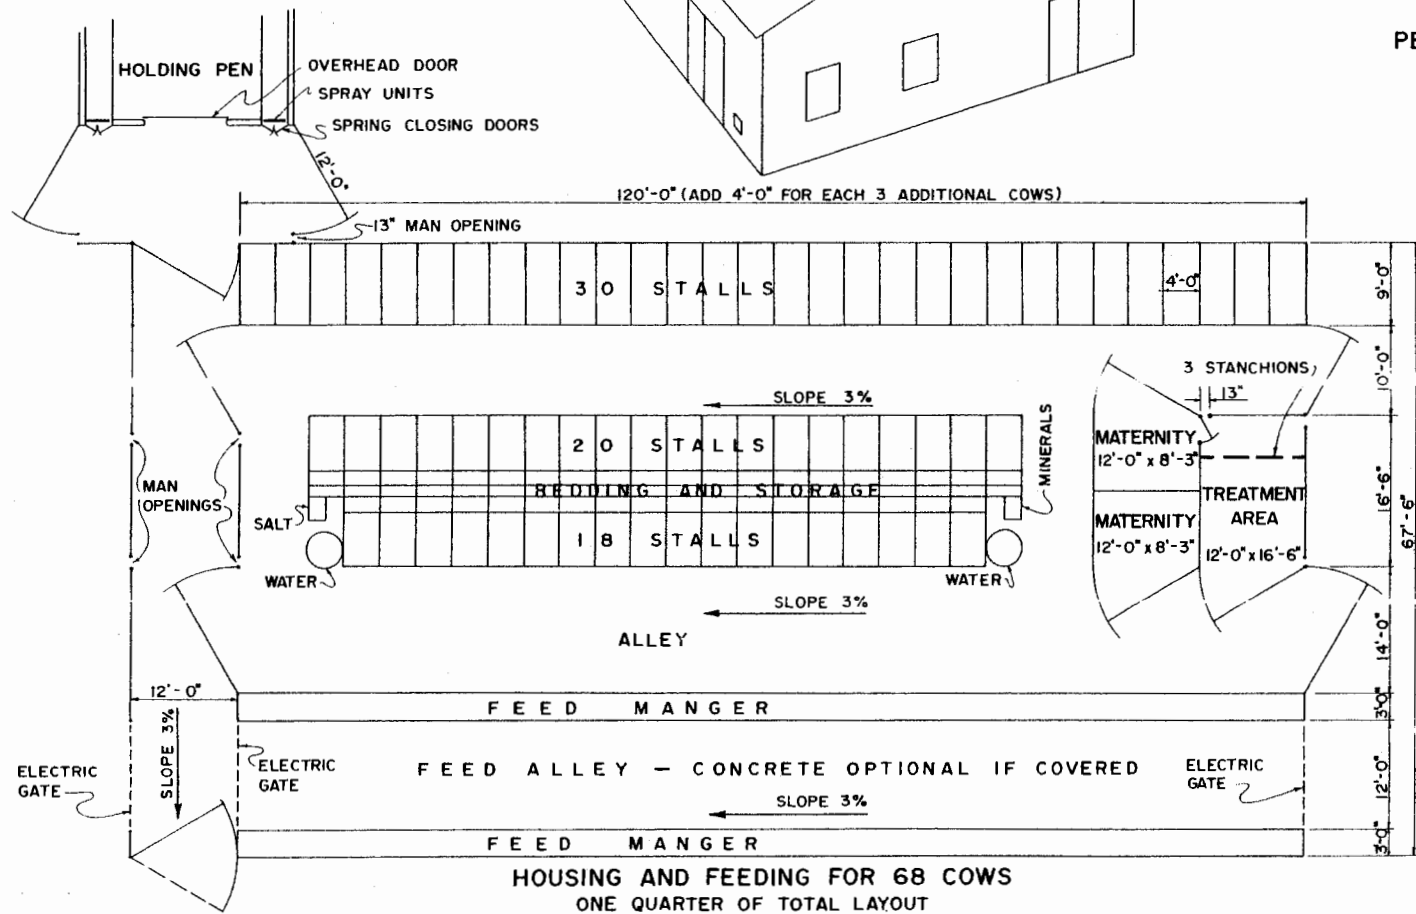 PE
HOLDING PEN
OVERHEAD DOOR
SPRAY UNITS
SPRING CLOSING DOORS
12'-0"
120'-0" (ADD 4'-0" FOR EACH 3 ADDITIONAL COWS)
13" MAN OPENING
30 STALLS
4'-0"
9'-0"
10'-0"
3 STANCHIONS
13"
SLOPE 3%
20 STALLS
BEDDING AND STORAGE
MINERALS
MATERNITY
12'-0" x 8'-3"
MAN
OPENINGS
SALT
18 STALLS
WATER
WATER
MATERNITY
12'-0" x 8'-3"
TREATMENT
AREA
12'-0" x 16'-6"
16'-6"
67'-6"
SLOPE 3%
ALLEY
14'-0"
12'-0"
FEED MANGER
3'-0"
SLOPE 3%
ELECTRIC
GATE
ELECTRIC
GATE
FEED ALLEY — CONCRETE OPTIONAL IF COVERED
ELECTRIC
GATE
12'-0"
SLOPE 3%
FEED MANGER
3'-0"
HOUSING AND FEEDING FOR 68 COWS
ONE QUARTER OF TOTAL LAYOUT